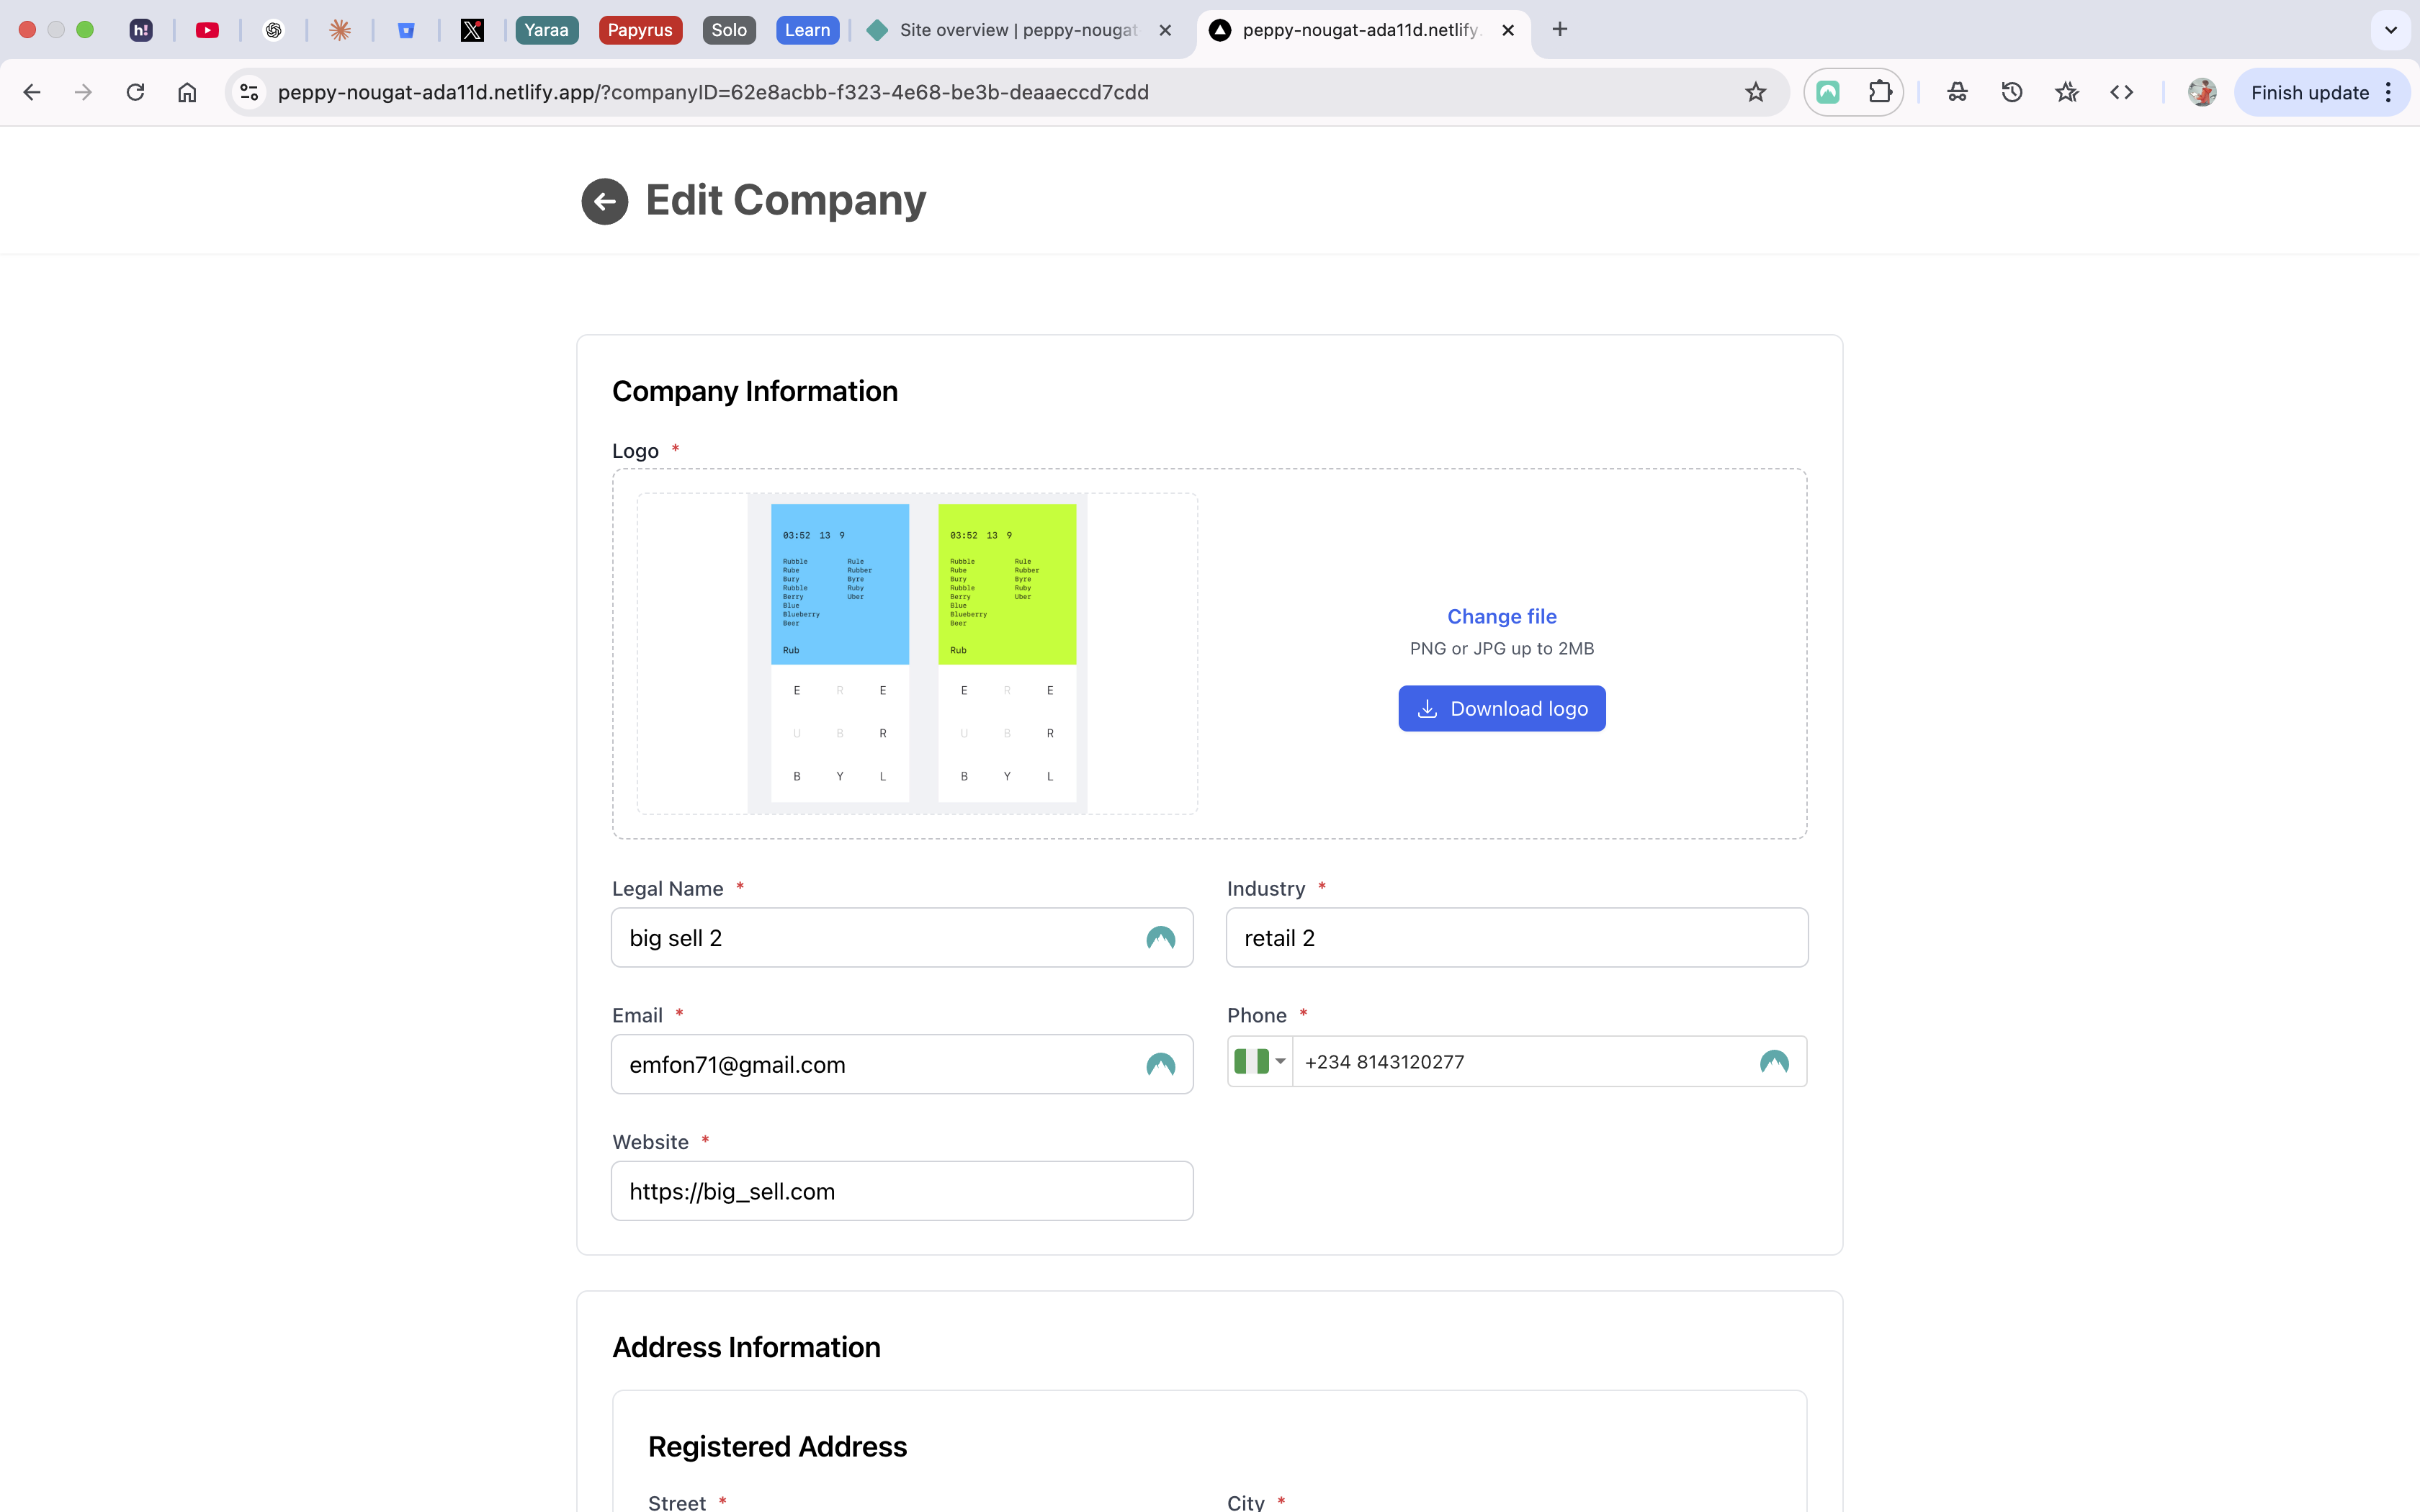 h!
Yaraa
Papyrus
Solo
Learn
Site overview | peppy-nougat
peppy-nougat-ada11d.netlify.
peppy-nougat-ada11d.netlify.app/?companyID=62e8acbb-f323-4e68-be3b-deaaeccd7cdd
Finish update
Edit Company
Company Information
Logo *
03:52 13 9
Rubble Rule
Rube Rubber
Bury Byre
Rubble Ruby
Berry Uber
Blue
Blueberry
Beer
Rub
E R E
U B R
B Y L
03:52 13 9
Rubble Rule
Rube Rubber
Bury Byre
Rubble Ruby
Berry Uber
Blue
Blueberry
Beer
Rub
E R E
U B R
B Y L
Change file
PNG or JPG up to 2MB
Download logo
Legal Name *
big sell 2
Industry *
retail 2
Email *
emfon71@gmail.com
Phone *
+234 8143120277
Website *
https://big_sell.com
Address Information
Registered Address
Street *
City *